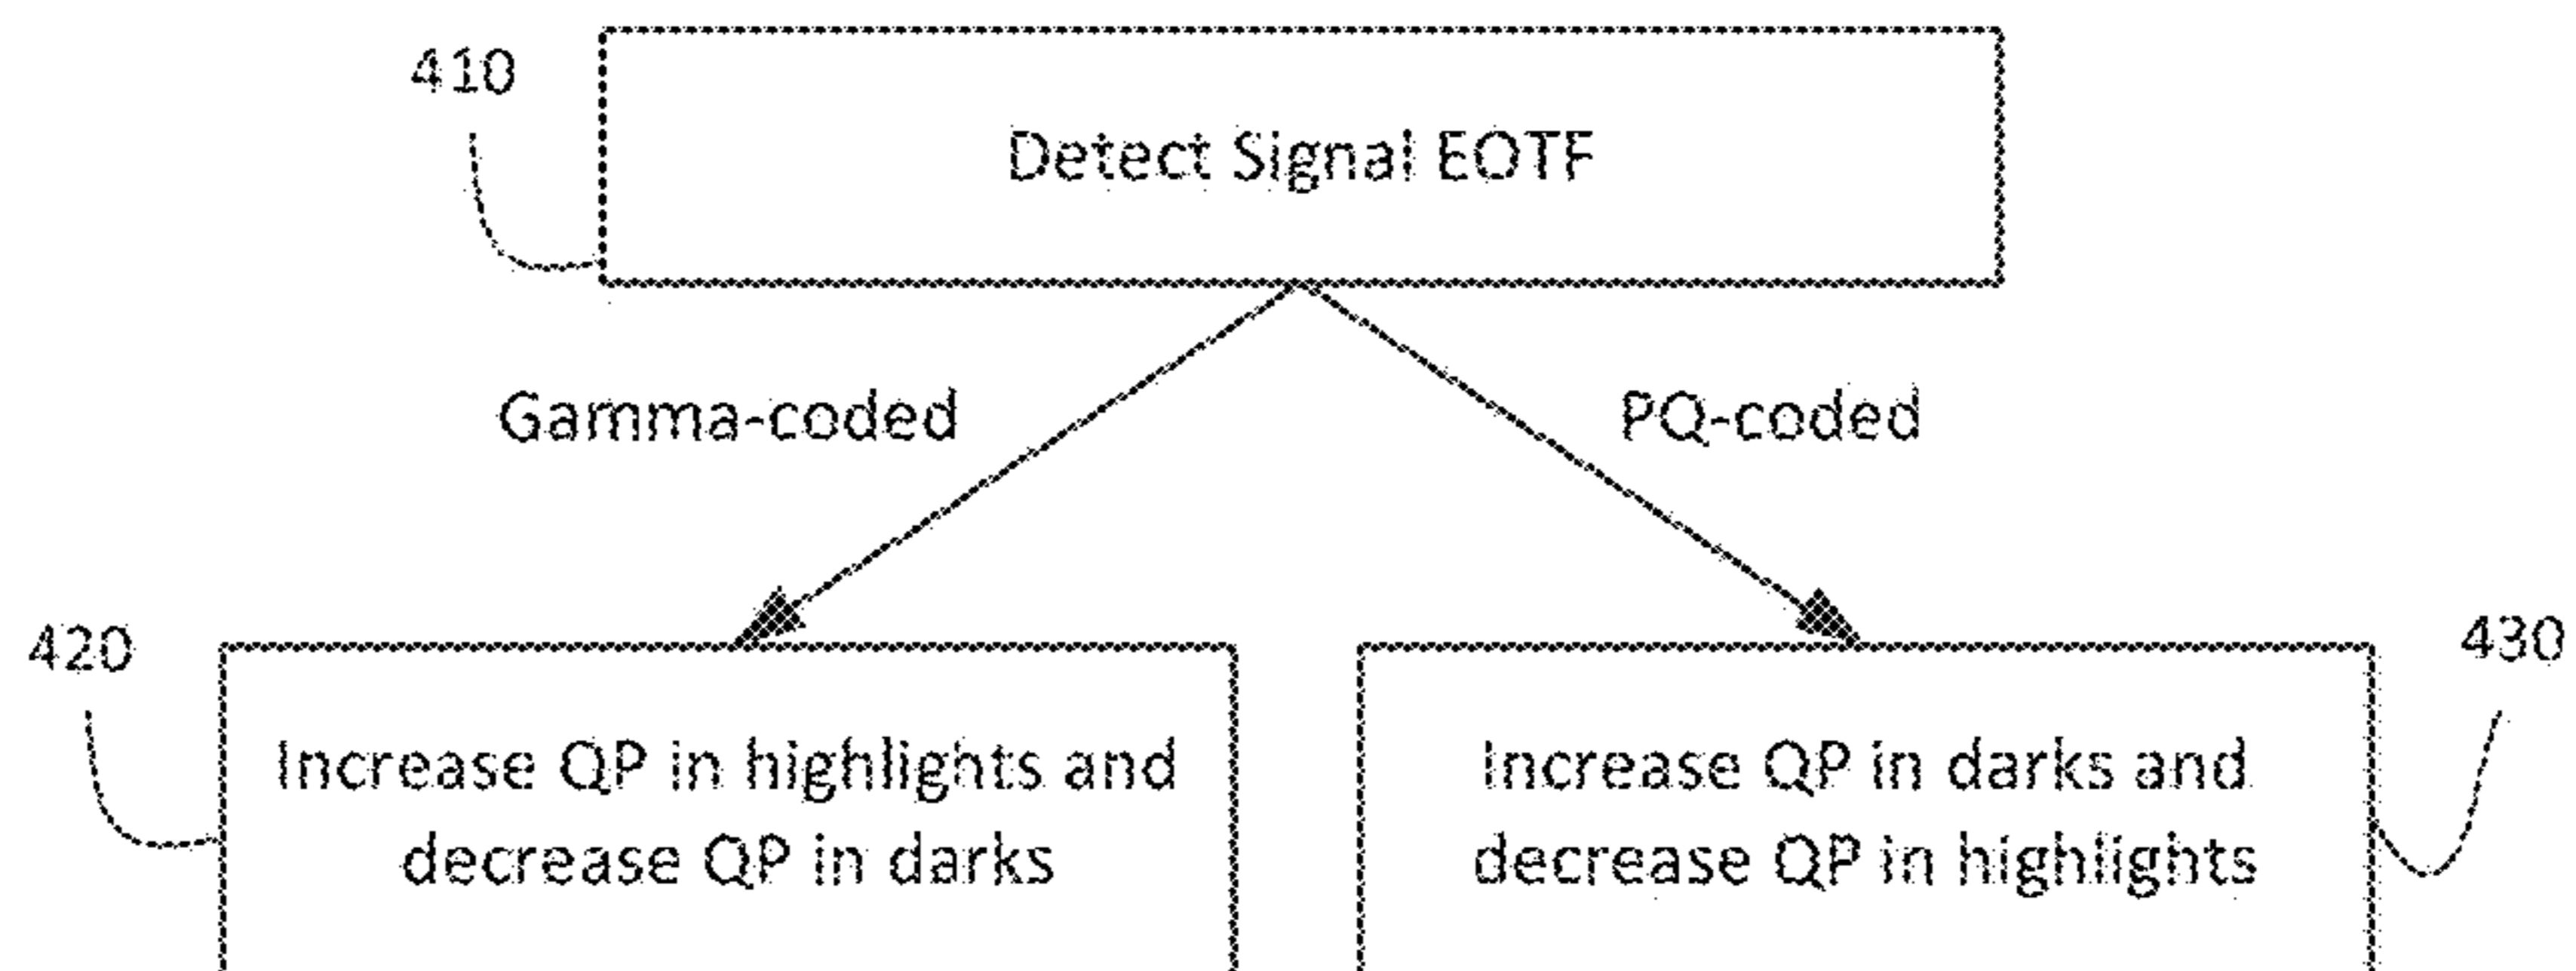 410
Detect Signal EOTF
Gamma-coded
PQ-coded
420
430
Increase QP in highlights and
decrease QP in darks
Increase QP in darks and
decrease QP in highlights